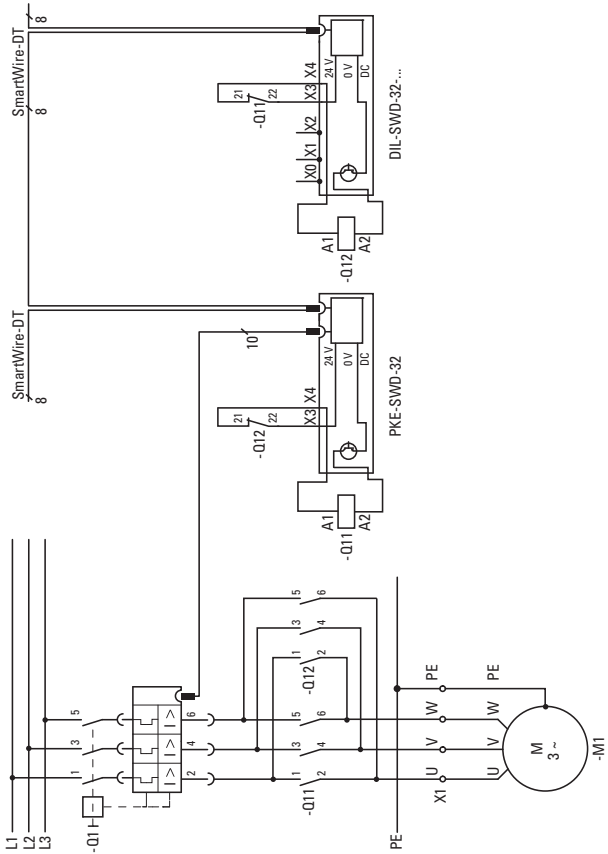 SmartWire-DT
8
SmartWire-DT
8
8
L1
L2
L3
-Q1
1
3
5
I>
I>
I>
2
4
6
10
-Q12
21
22
X3
X4
24 V
0 V
DC
A1
A2
-Q11
PKE-SWD-32
-Q11
21
22
X0
X1
X2
X3
X4
24 V
0 V
DC
A1
A2
-Q12
DIL-SWD-32-...
-Q11
1
3
5
2
4
6
-Q12
1
3
5
2
4
6
PE
X1
U
V
W
PE
U
V
W
PE
M
3 ~
-M1